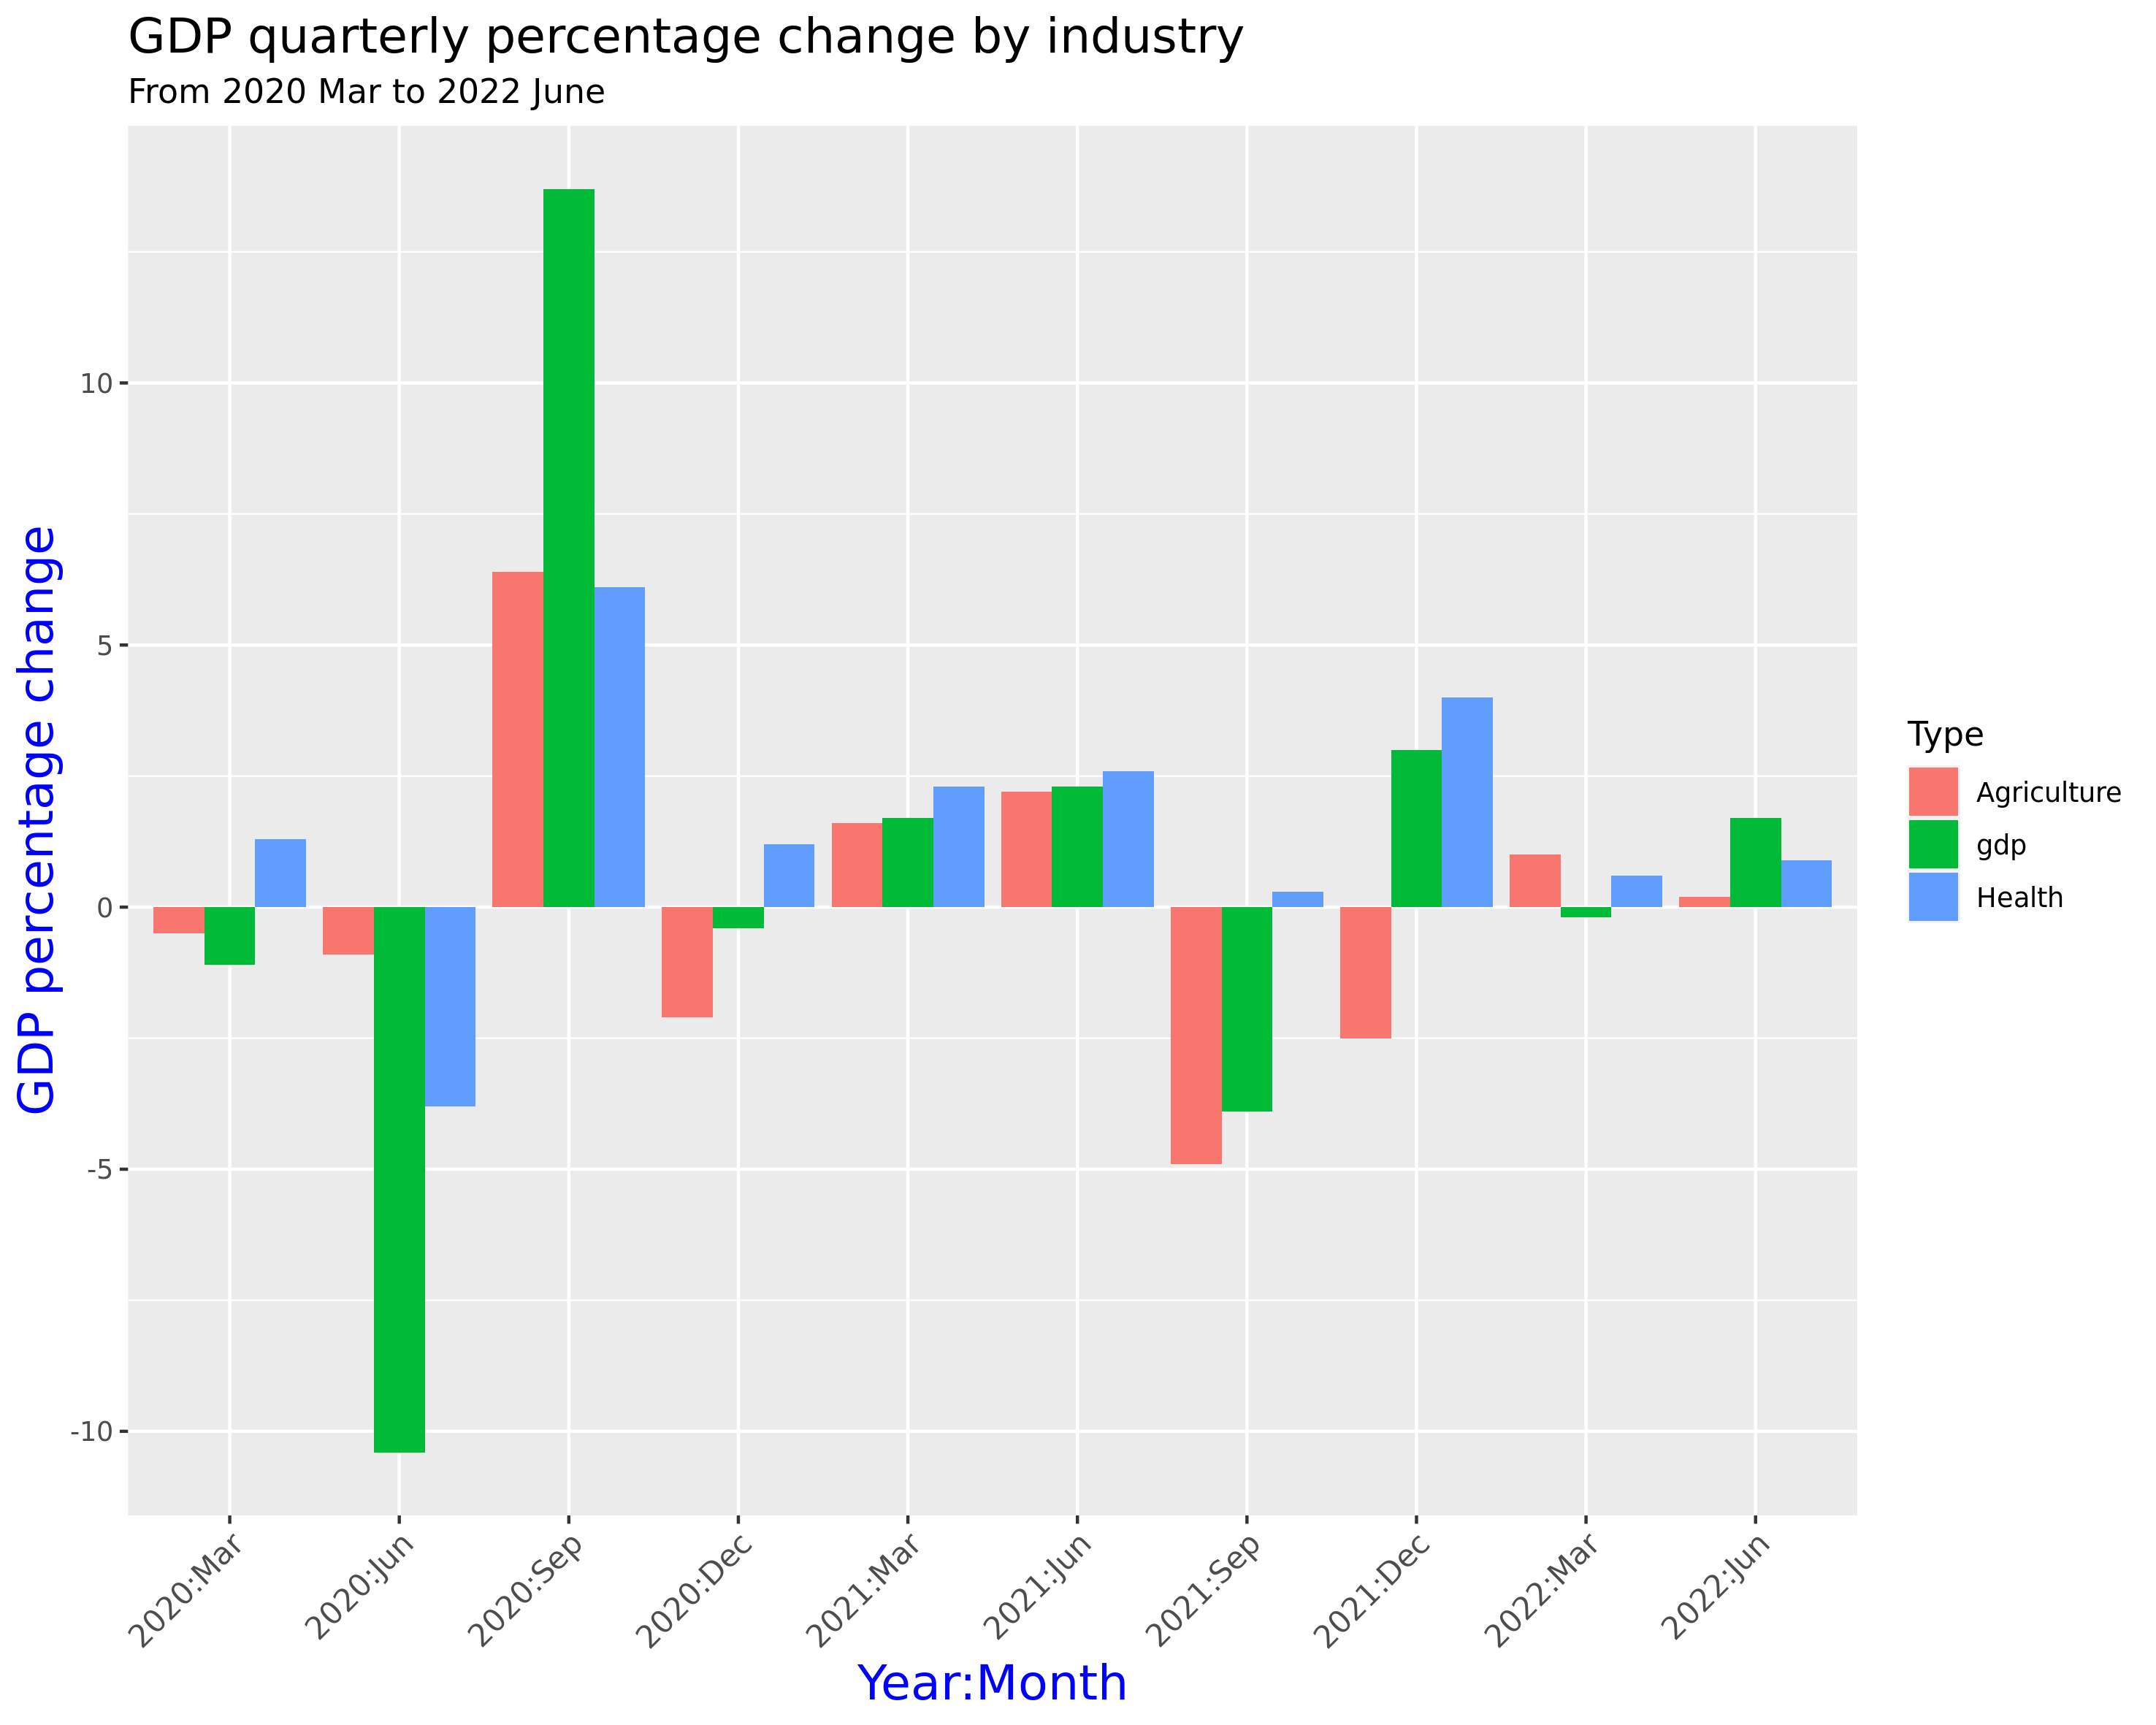 GDP quarterly percentage change by industry
From 2020 Mar to 2022 June
GDP percentage change
10
5
0
-5
-10
2020:Mar
2020:Jun
2020:Sep
2020:Dec
2021:Mar
2021:Jun
2021:Sep
2021:Dec
2022:Mar
2022:Jun
Year:Month
Type
Agriculture
gdp
Health